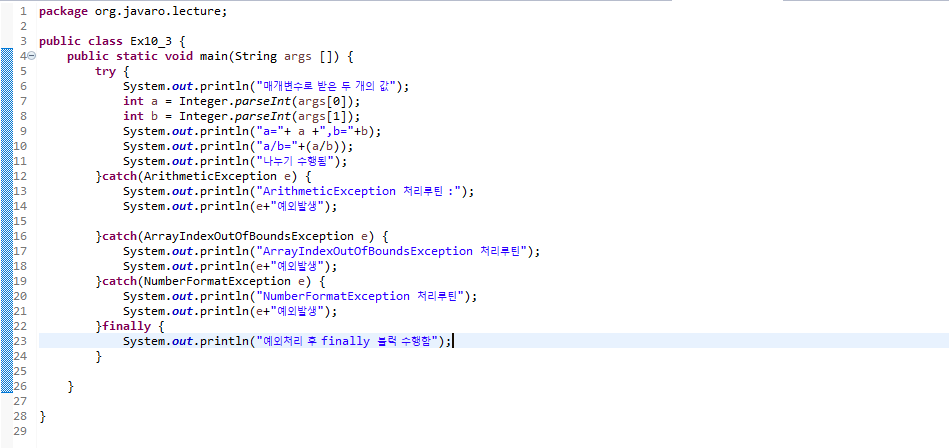 1 package org.javaro.lecture;
2
3 public class Ex10_3 {
4 public static void main(String args []) {
5 try {
6 System.out.println("매개변수로 받은 두 개의 값");
7 int a = Integer.parseInt(args[0]);
8 int b = Integer.parseInt(args[1]);
9 System.out.println("a="+ a +",b="+b);
10 System.out.println("a/b="+(a/b));
11 System.out.println("나누기 수행됨");
12 }catch(ArithmeticException e) {
13 System.out.println("ArithmeticException 처리루틴 :");
14 System.out.println(e+"예외발생");
15
16 }catch(ArrayIndexOutOfBoundsException e) {
17 System.out.println("ArrayIndexOutOfBoundsException 처리루틴");
18 System.out.println(e+"예외발생");
19 }catch(NumberFormatException e) {
20 System.out.println("NumberFormatException 처리루틴");
21 System.out.println(e+"예외발생");
22 }finally {
23 System.out.println("예외처리 후 finally 블럭 수행함");
24 }
25
26 }
27
28 }
29